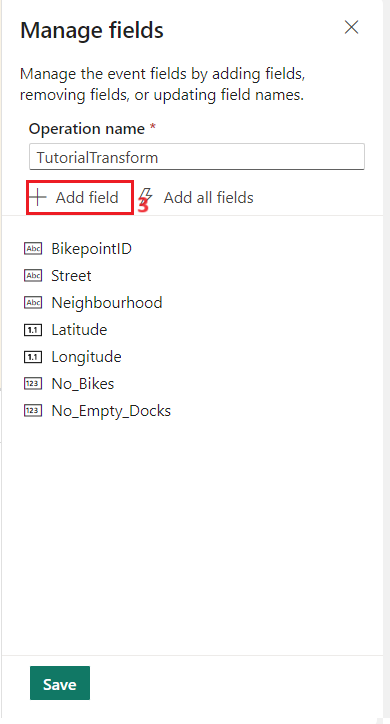 Manage fields
Manage the event fields by adding fields,
removing fields, or updating field names.
Operation name *
TutorialTransform
Add field 3 Add all fields
Abc BikepointID
Abc Street
Abc Neighbourhood
1.1 Latitude
1.1 Longitude
123 No_Bikes
123 No_Empty_Docks
Save